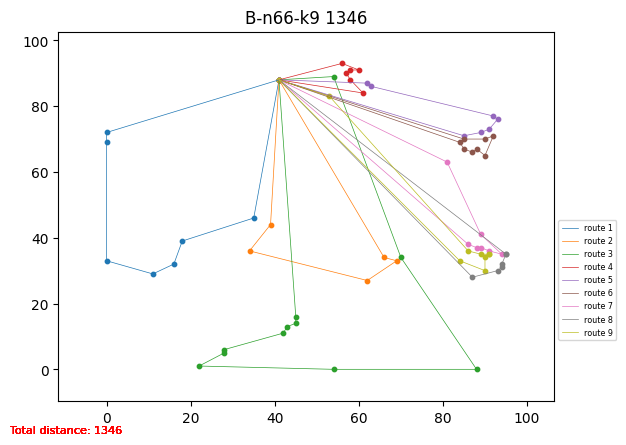 B-n66-k9 1346
100
80
60
40
20
0
0 20 40 60 80 100
route 1
route 2
route 3
route 4
route 5
route 6
route 7
route 8
route 9
Total distance: 1346